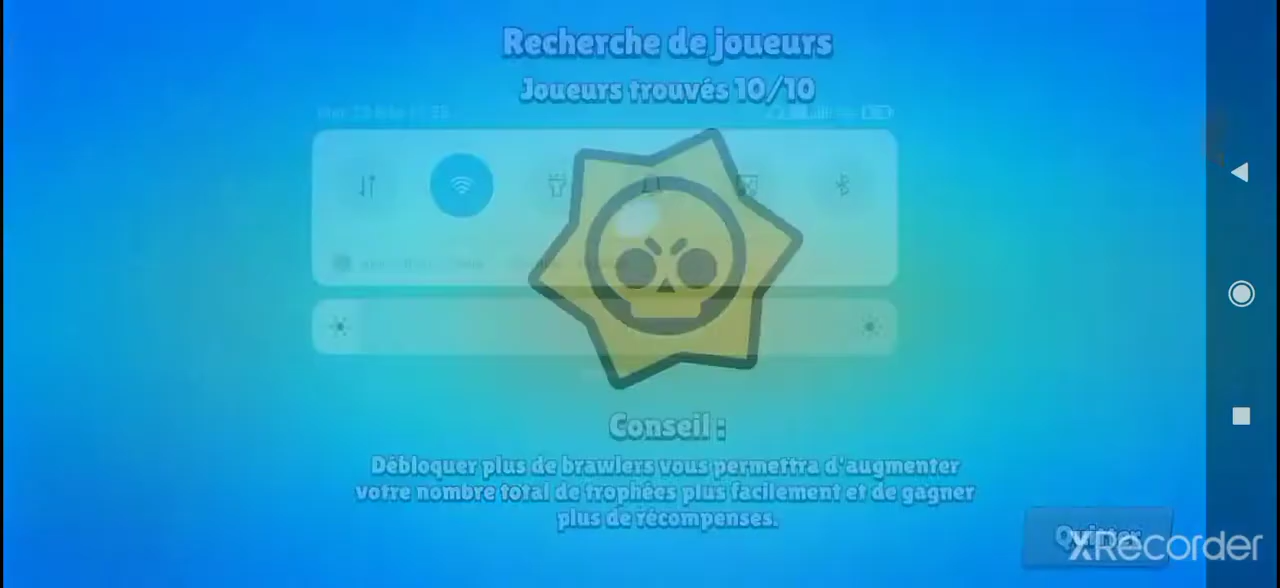 Recherche de joueurs
Joueurs trouvés 10/10
Conseil :
Débloquer plus de brawlers vous permettra d'augmenter
votre nombre total de trophées plus facilement et de gagner
plus de récompenses.
Quitter
XRecorder